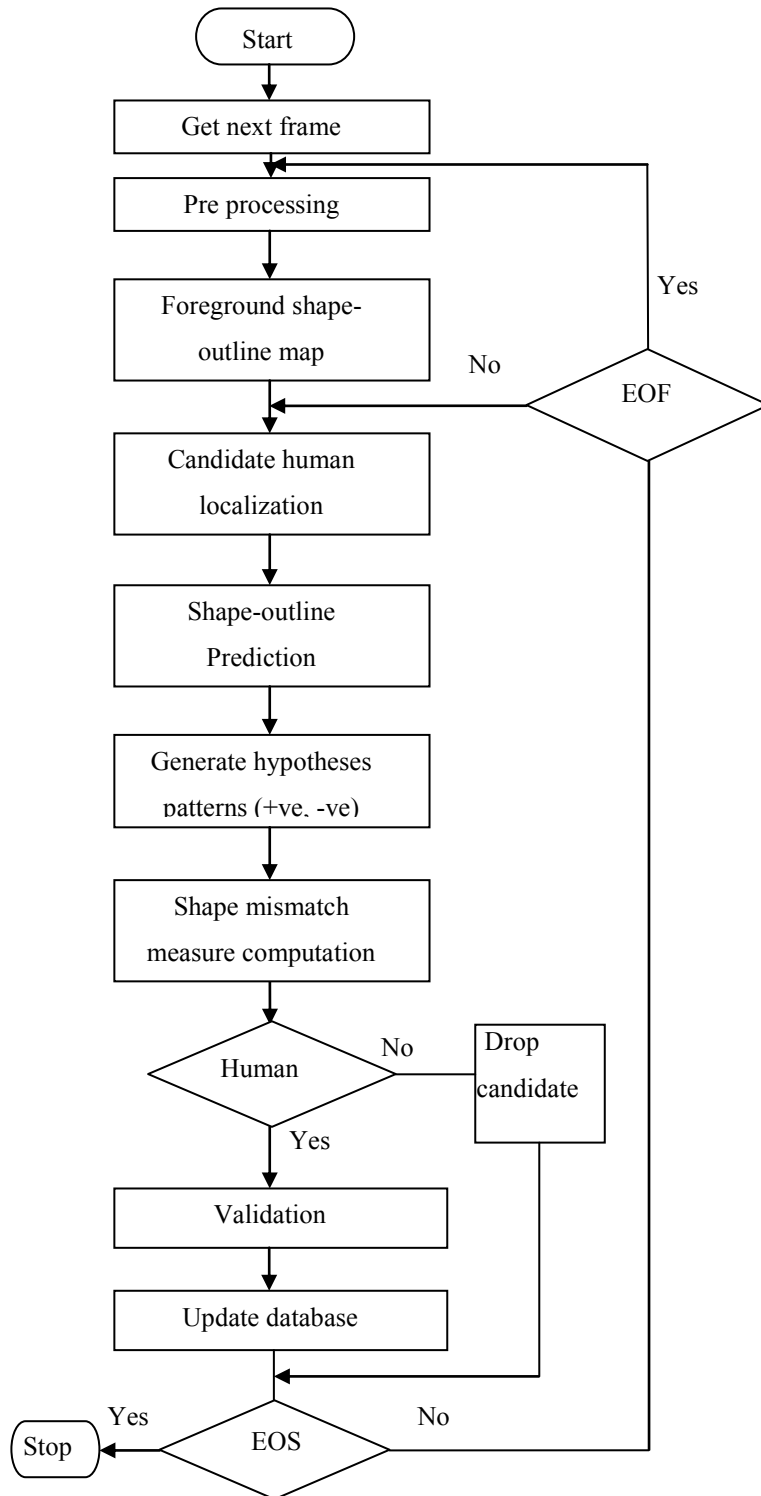 Start
Get next frame
Pre processing
Yes
Foreground shape-
outline map
No
EOF
Candidate human
localization
Shape-outline
Prediction
Generate hypotheses
patterns (+ve, -ve)
Shape mismatch
measure computation
Human
No
Drop
candidate
Yes
Validation
Update database
Yes
No
Stop
EOS